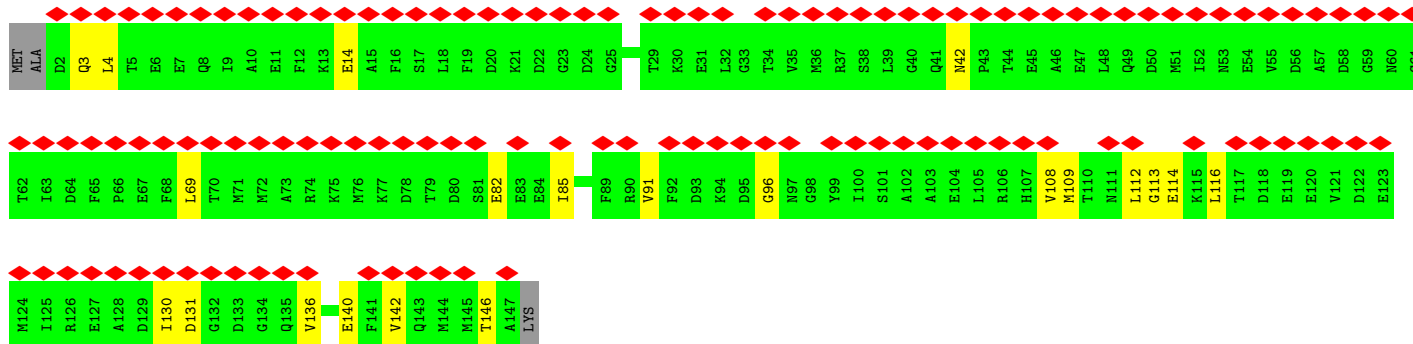 MET ALA D2 Q3 L4 T5 E6 E7 Q8 I9 A10 E11 F12 K13 E14 A15 F16 S17 L18 F19 D20 K21 D22 G23 D24 G25 T29 K30 E31 L32 G33 T34 V35 M36 R37 S38 L39 G40 Q41 N42 P43 T44 E45 A46 E47 L48 Q49 D50 M51 I52 N53 E54 V55 D56 A57 D58 G59 N60
T62 I63 D64 F65 P66 E67 F68 L69 T70 M71 M72 A73 R74 K75 M76 K77 D78 T79 D80 S81 E82 E83 E84 I85 F89 R90 V91 F92 D93 K94 D95 G96 N97 G98 Y99 I100 S101 A102 A103 E104 L105 R106 H107 V108 M109 T110 N111 L112 G113 E114 K115 L116 T117 D118 E119 E120 V121 D122 E123
M124 I125 R126 E127 A128 D129 I130 D131 G132 D133 G134 Q135 V136 E140 F141 V142 Q143 M144 M145 T146 A147 LYS